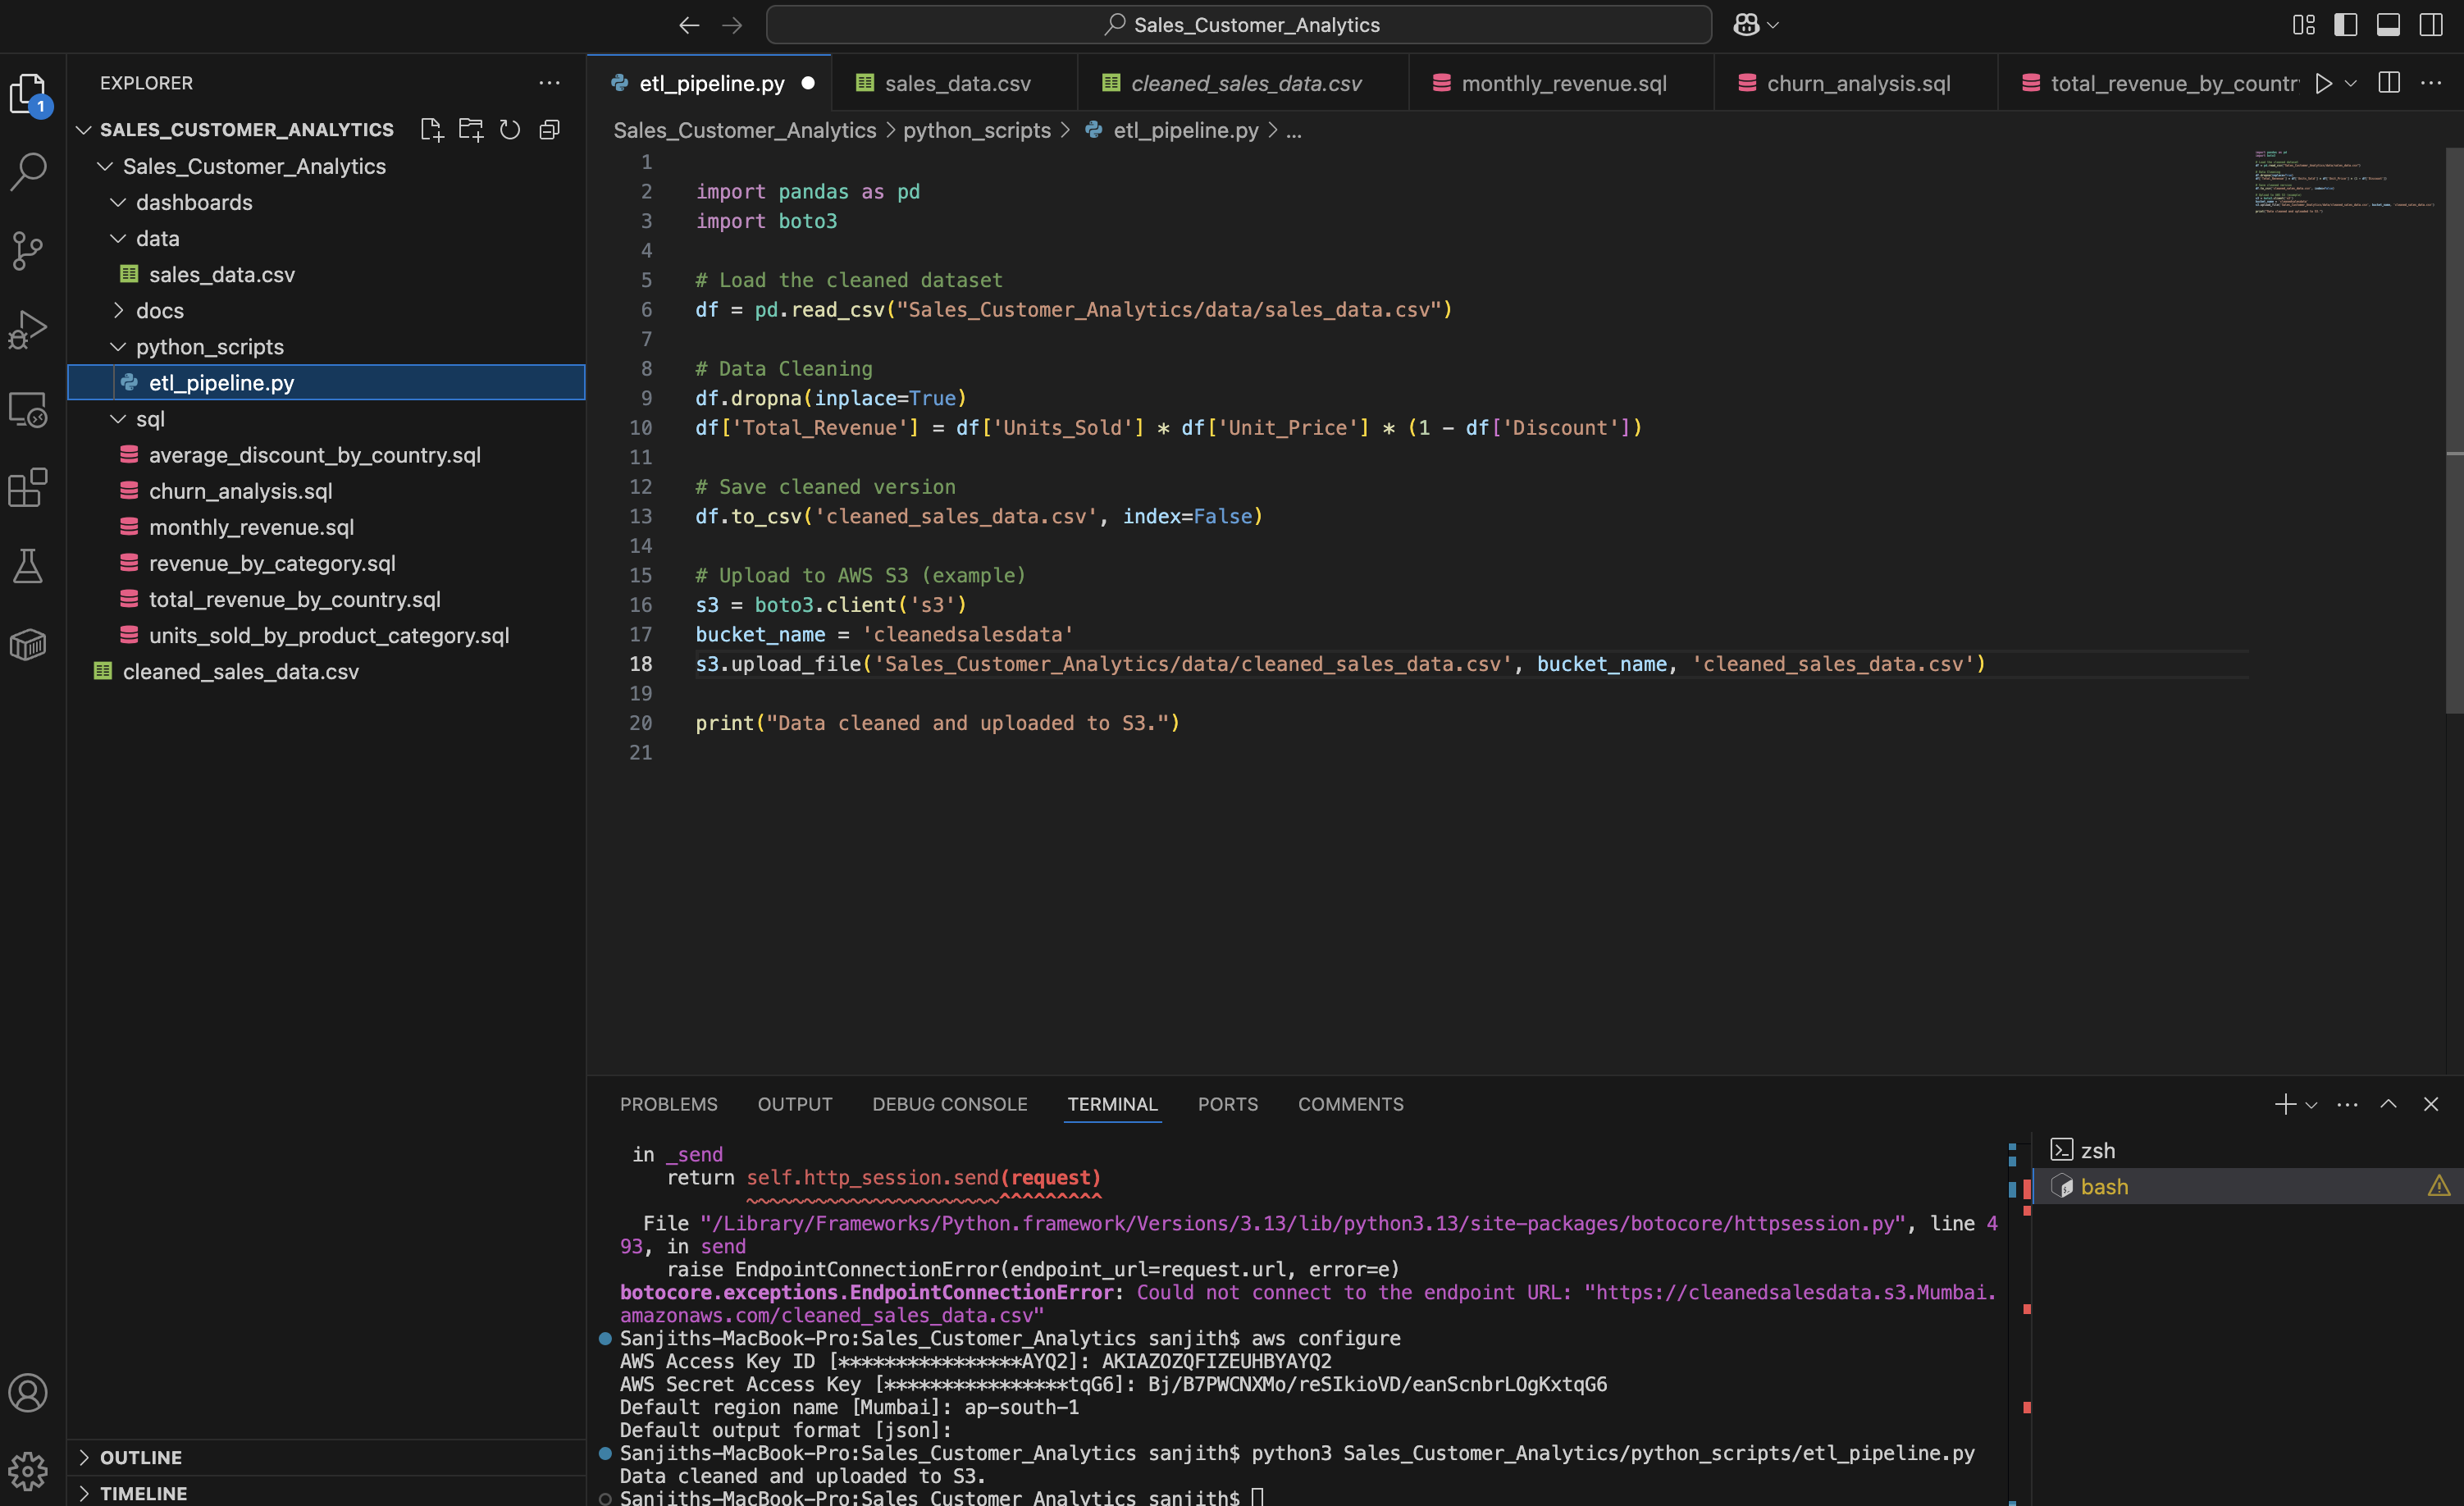 Sales_Customer_Analytics
EXPLORER
1
SALES_CUSTOMER_ANALYTICS
Sales_Customer_Analytics
dashboards
data
sales_data.csv
docs
python_scripts
etl_pipeline.py
sql
average_discount_by_country.sql
churn_analysis.sql
monthly_revenue.sql
revenue_by_category.sql
total_revenue_by_country.sql
units_sold_by_product_category.sql
cleaned_sales_data.csv
OUTLINE
TIMELINE
etl_pipeline.py sales_data.csv cleaned_sales_data.csv monthly_revenue.sql churn_analysis.sql total_revenue_by_countr
Sales_Customer_Analytics > python_scripts > etl_pipeline.py > ...
1
2 import pandas as pd
3 import boto3
4
5 # Load the cleaned dataset
6 df = pd.read_csv("Sales_Customer_Analytics/data/sales_data.csv")
7
8 # Data Cleaning
9 df.dropna(inplace=True)
10 df['Total_Revenue'] = df['Units_Sold'] * df['Unit_Price'] * (1 - df['Discount'])
11
12 # Save cleaned version
13 df.to_csv('cleaned_sales_data.csv', index=False)
14
15 # Upload to AWS S3 (example)
16 s3 = boto3.client('s3')
17 bucket_name = 'cleanedsalesdata'
18 s3.upload_file('Sales_Customer_Analytics/data/cleaned_sales_data.csv', bucket_name, 'cleaned_sales_data.csv')
19
20 print("Data cleaned and uploaded to S3.")
21
PROBLEMS OUTPUT DEBUG CONSOLE TERMINAL PORTS COMMENTS
in _send
return self.http_session.send(request)
~~~~~~~~~~~~~~~~~~~~~~^^^^^^^^^
File "/Library/Frameworks/Python.framework/Versions/3.13/lib/python3.13/site-packages/botocore/httpsession.py", line 4
93, in send
raise EndpointConnectionError(endpoint_url=request.url, error=e)
botocore.exceptions.EndpointConnectionError: Could not connect to the endpoint URL: "https://cleanedsalesdata.s3.Mumbai.
amazonaws.com/cleaned_sales_data.csv"
Sanjiths-MacBook-Pro:Sales_Customer_Analytics sanjith$ aws configure
AWS Access Key ID [****************AYQ2]: [credential redacted]
AWS Secret Access Key [****************tqG6]: [credential redacted]
Default region name [Mumbai]: ap-south-1
Default output format [json]:
Sanjiths-MacBook-Pro:Sales_Customer_Analytics sanjith$ python3 Sales_Customer_Analytics/python_scripts/etl_pipeline.py
Data cleaned and uploaded to S3.
Sanjiths-MacBook-Pro:Sales_Customer_Analytics sanjith$
zsh
bash